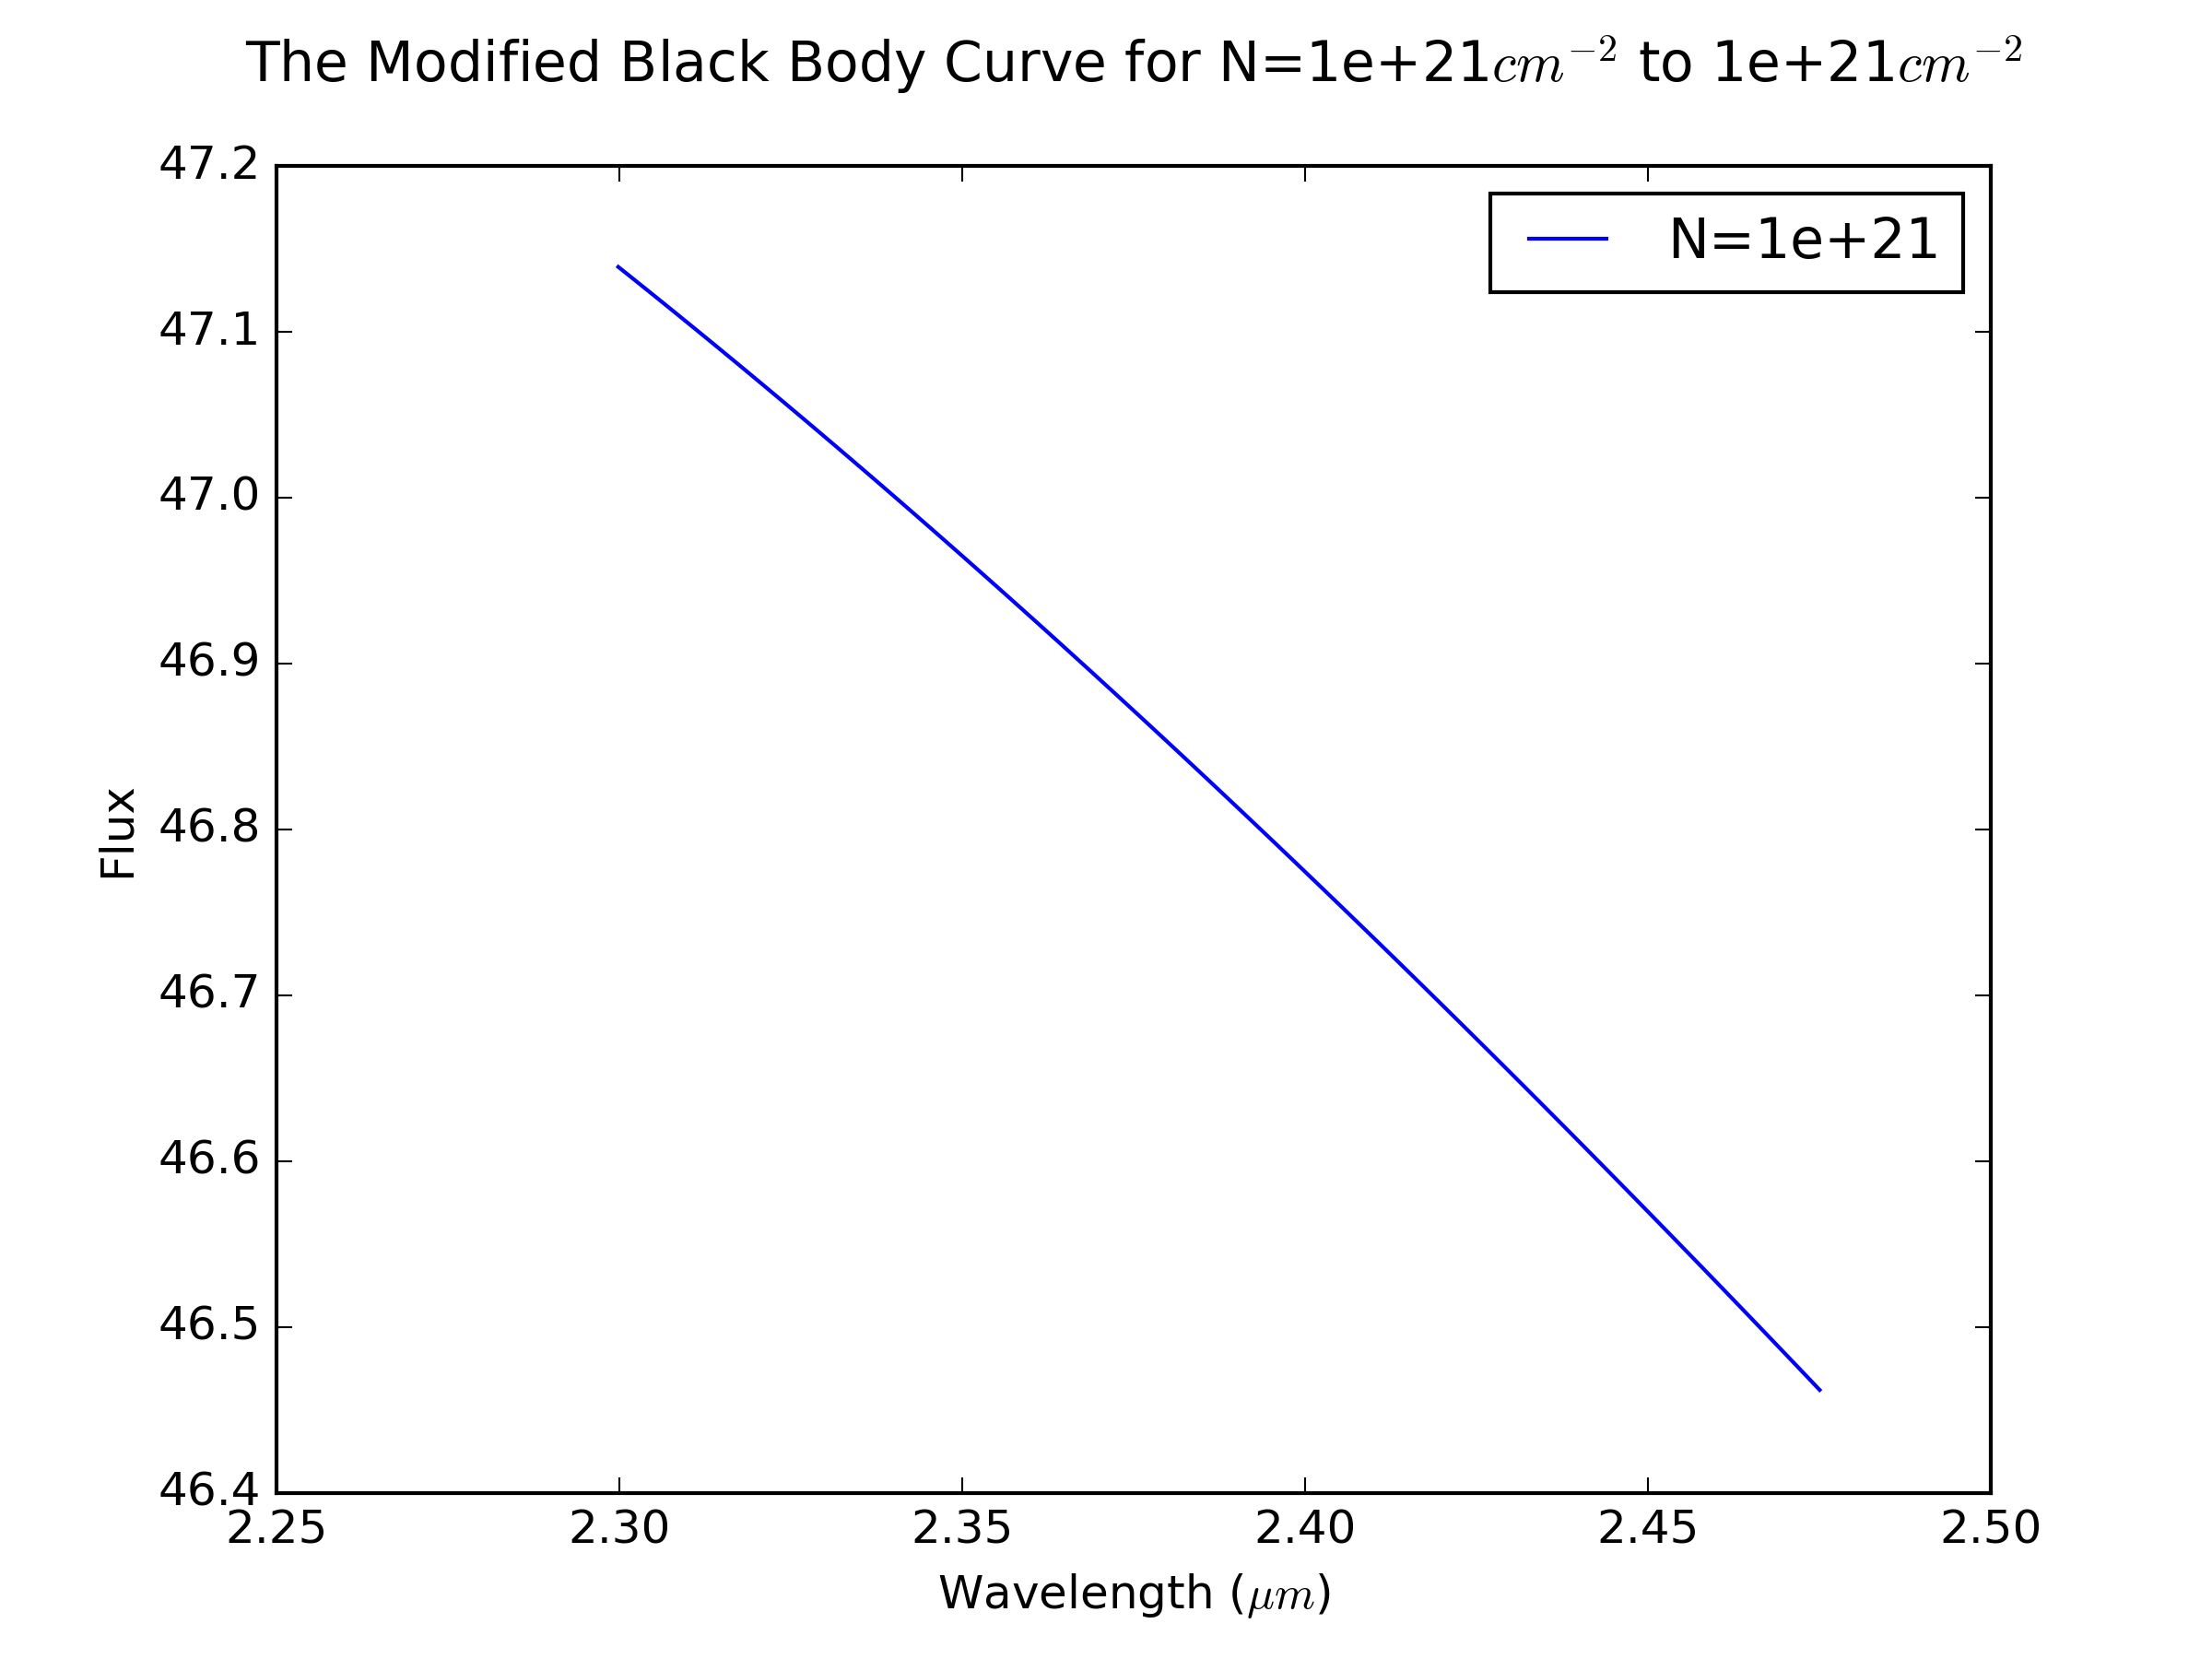 The Modified Black Body Curve for N=1e+21cm⁻² to 1e+21cm⁻²
47.2
47.1
47.0
46.9
46.8
46.7
46.6
46.5
46.4
Flux
N=1e+21
2.25 2.30 2.35 2.40 2.45 2.50
Wavelength (μm)